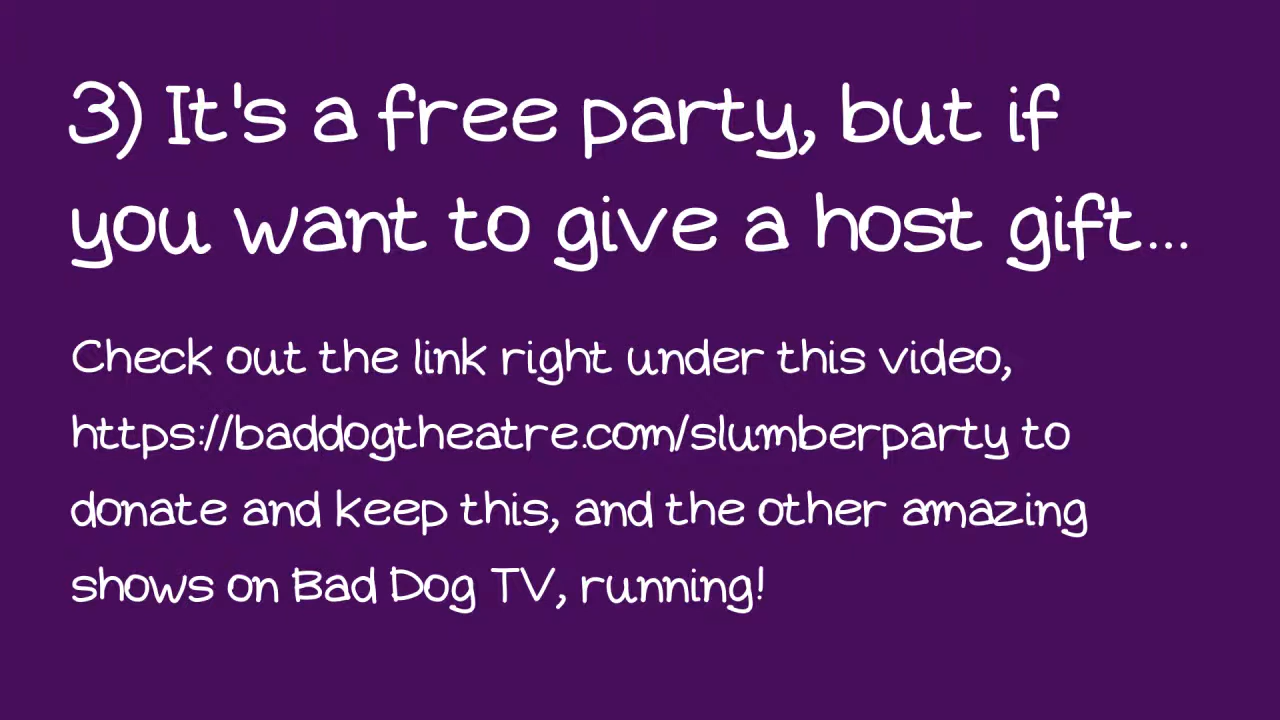 3) It's a free party, but if
you want to give a host gift...
Check out the link right under this video,
https://baddogtheatre.com/slumberparty to
donate and keep this, and the other amazing
shows on Bad Dog TV, running!